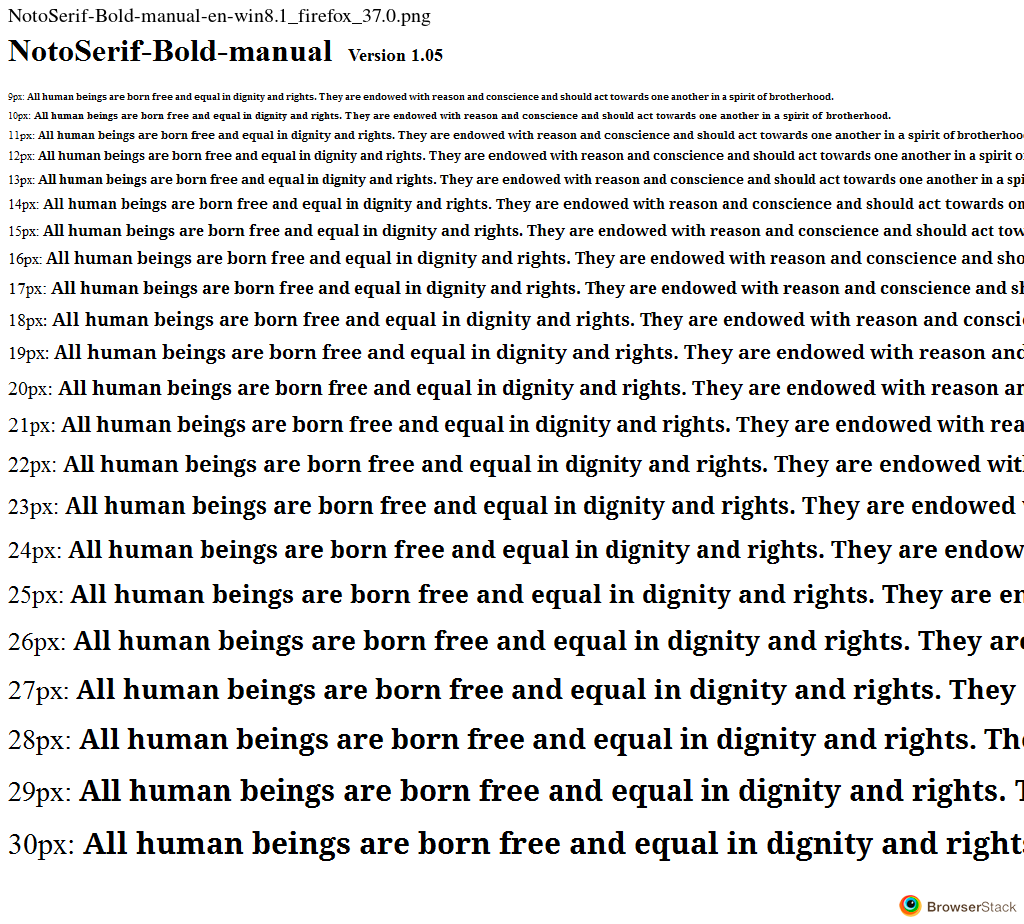 NotoSerif-Bold-manual-en-win8.1_firefox_37.0.png
NotoSerif-Bold-manual Version 1.05
9px: All human beings are born free and equal in dignity and rights. They are endowed with reason and conscience and should act towards one another in a spirit of brotherhood.
10px: All human beings are born free and equal in dignity and rights. They are endowed with reason and conscience and should act towards one another in a spirit of brotherhood.
11px: All human beings are born free and equal in dignity and rights. They are endowed with reason and conscience and should act towards one another in a spirit of brotherhoo
12px: All human beings are born free and equal in dignity and rights. They are endowed with reason and conscience and should act towards one another in a spirit o
13px: All human beings are born free and equal in dignity and rights. They are endowed with reason and conscience and should act towards one another in a spi
14px: All human beings are born free and equal in dignity and rights. They are endowed with reason and conscience and should act towards on
15px: All human beings are born free and equal in dignity and rights. They are endowed with reason and conscience and should act tow
16px: All human beings are born free and equal in dignity and rights. They are endowed with reason and conscience and sho
17px: All human beings are born free and equal in dignity and rights. They are endowed with reason and conscience and sh
18px: All human beings are born free and equal in dignity and rights. They are endowed with reason and consci
19px: All human beings are born free and equal in dignity and rights. They are endowed with reason and
20px: All human beings are born free and equal in dignity and rights. They are endowed with reason an
21px: All human beings are born free and equal in dignity and rights. They are endowed with rea
22px: All human beings are born free and equal in dignity and rights. They are endowed wit
23px: All human beings are born free and equal in dignity and rights. They are endowed
24px: All human beings are born free and equal in dignity and rights. They are endow
25px: All human beings are born free and equal in dignity and rights. They are en
26px: All human beings are born free and equal in dignity and rights. They are
27px: All human beings are born free and equal in dignity and rights. They
28px: All human beings are born free and equal in dignity and rights. The
29px: All human beings are born free and equal in dignity and rights. T
30px: All human beings are born free and equal in dignity and rights
BrowserStack